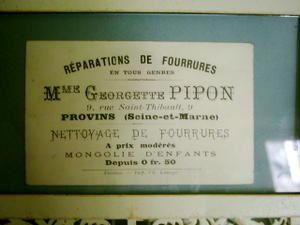 RÉPARATIONS DE FOURRURES
EN TOUS GENRES
MME GEORGETTE PIPON
9, rue Saint-Thibault, 9
PROVINS (Seine-et-Marne)
NETTOYAGE DE FOURRURES
A prix modérés
MONGOLIE D'ENFANTS
Depuis 0 fr. 50